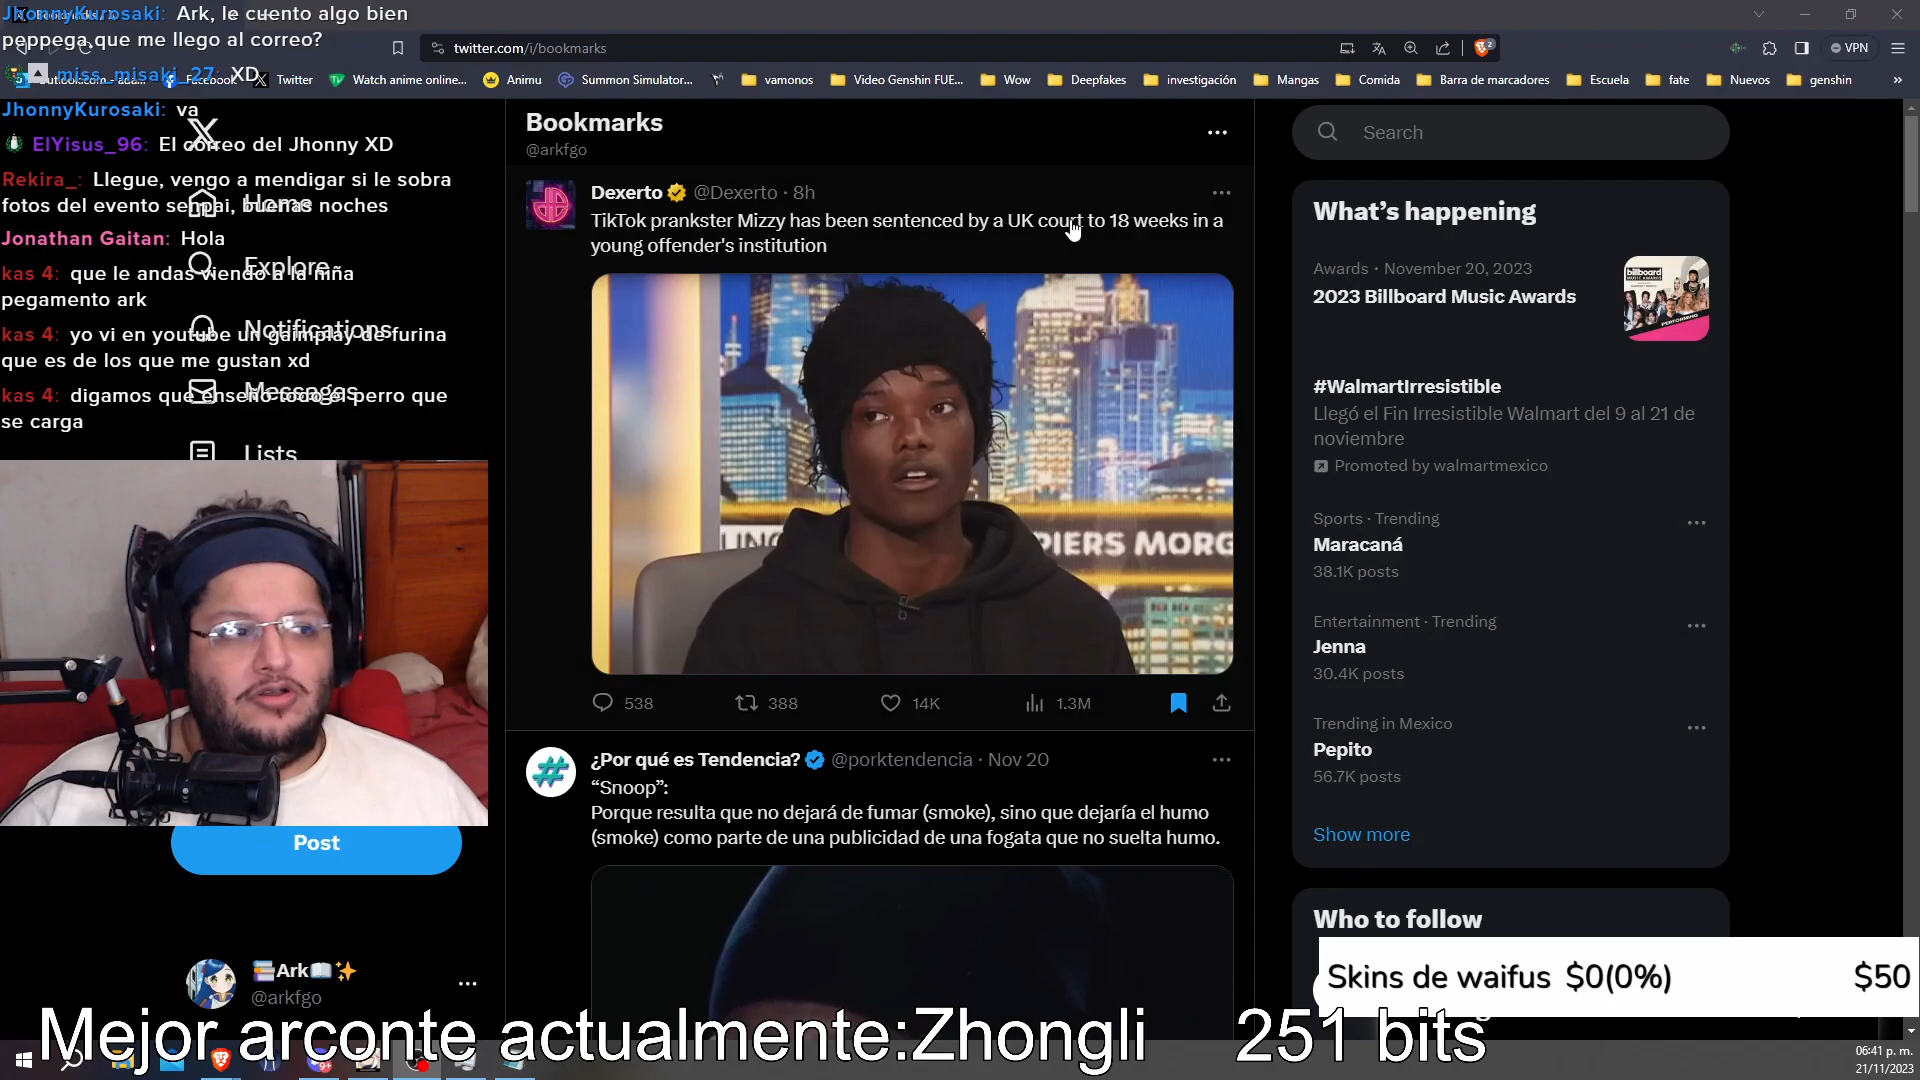 JhonnyKurosaki: Ark, le cuento algo bien
peppega que me llego al correo?
miss_misaki_27: XD
JhonnyKurosaki: va
ElYisus_96: El correo del Jhonny XD
Rekira_: Llegue, vengo a mendigar si le sobra
fotos del evento senpai, buenas noches
Jonathan Gaitan: Hola
kas 4: que le andas viendo a la niña
pegamento ark
kas 4: yo vi en youtube un gaimplay de furina
que es de los que me gustan xd
kas 4: digamos que enseño todo el perro que
se carga
twitter.com/i/bookmarks
VPN
Outlook.com - ada...
Facebook
Twitter
Watch anime online...
Animu
Summon Simulator...
vamonos
Video Genshin FUE...
Wow
Deepfakes
investigación
Mangas
Comida
Barra de marcadores
Escuela
fate
Nuevos
genshin
»
Home
Explore
Notifications
Messages
Lists
Post
Ark
@arkfgo
Bookmarks
@arkfgo
Dexerto @Dexerto · 8h
TikTok prankster Mizzy has been sentenced by a UK court to 18 weeks in a
young offender's institution
PIERS MORG
538
388
14K
1.3M
¿Por qué es Tendencia? @porktendencia · Nov 20
“Snoop”:
Porque resulta que no dejará de fumar (smoke), sino que dejaría el humo
(smoke) como parte de una publicidad de una fogata que no suelta humo.
Search
What’s happening
Awards · November 20, 2023
2023 Billboard Music Awards
billboard
PERFORMING
#WalmartIrresistible
Llegó el Fin Irresistible Walmart del 9 al 21 de
noviembre
Promoted by walmartmexico
Sports · Trending
Maracaná
38.1K posts
Entertainment · Trending
Jenna
30.4K posts
Trending in Mexico
Pepito
56.7K posts
Show more
Who to follow
Skins de waifus $0(0%) $50
Mejor arconte actualmente:Zhongli 251 bits
06:41 p. m.
21/11/2023